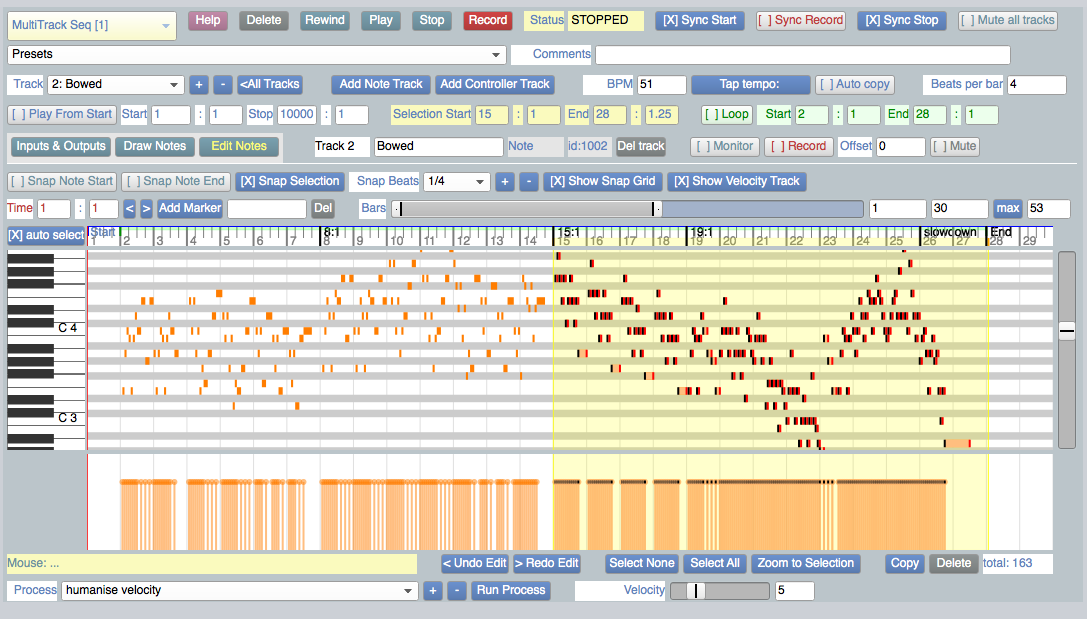 MultiTrack Seq [1] Help Delete Rewind Play Stop Record Status STOPPED [X] Sync Start [ ] Sync Record [X] Sync Stop [ ] Mute all tracks
Presets Comments
Track 2: Bowed + - <All Tracks Add Note Track Add Controller Track BPM 51 Tap tempo: [ ] Auto copy Beats per bar 4
[ ] Play From Start Start 1 : 1 Stop 10000 : 1 Selection Start 15 : 1 End 28 : 1.25 [ ] Loop Start 2 : 1 End 28 : 1
Inputs & Outputs Draw Notes Edit Notes Track 2 Bowed Note id:1002 Del track [ ] Monitor [ ] Record Offset 0 [ ] Mute
[ ] Snap Note Start [ ] Snap Note End [X] Snap Selection Snap Beats 1/4 + - [X] Show Snap Grid [X] Show Velocity Track
Time 1 : 1 < > Add Marker Del Bars 1 30 max 53
[X] auto select Start 8:1 15:1 19:1 slowdown End
1 2 3 4 5 6 7 8 9 10 11 12 13 14 15 16 17 18 19 20 21 22 23 24 25 26 27 28 29
C 4
C 3
Mouse: ... < Undo Edit > Redo Edit Select None Select All Zoom to Selection Copy Delete total: 163
Process humanise velocity + - Run Process Velocity 5